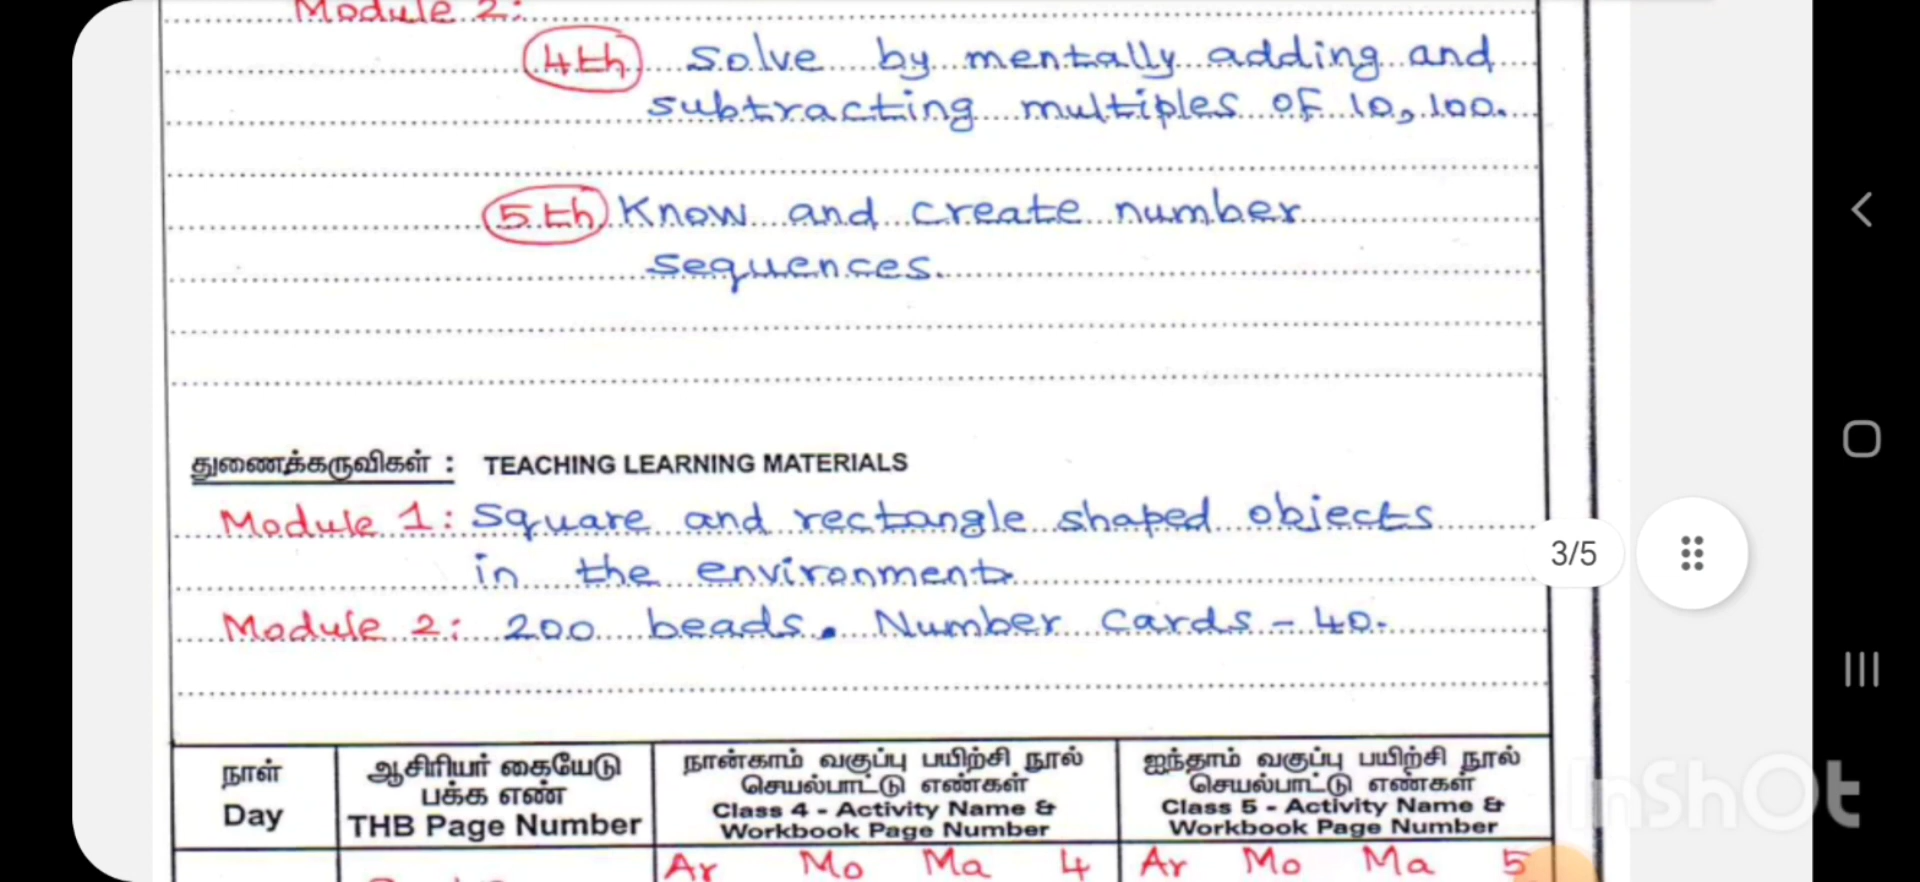 Module 2:
4th Solve by mentally adding and
subtracting multiples of 10, 100.
5th Know and create number
sequences.
துணைக்கருவிகள் : TEACHING LEARNING MATERIALS
Module 1: Square and rectangle shaped objects
in the environment
3/5
Module 2: 200 beads. Number Cards - 40.
நாள்
Day
ஆசிரியர் கையேடு
பக்க எண்
THB Page Number
நான்காம் வகுப்பு பயிற்சி நூல்
செயல்பாட்டு எண்கள்
Class 4 - Activity Name &
Workbook Page Number
ஐந்தாம் வகுப்பு பயிற்சி நூல்
செயல்பாட்டு எண்கள்
Class 5 - Activity Name &
Workbook Page Number
Ar Mo Ma 4
Ar Mo Ma 5
InShOt